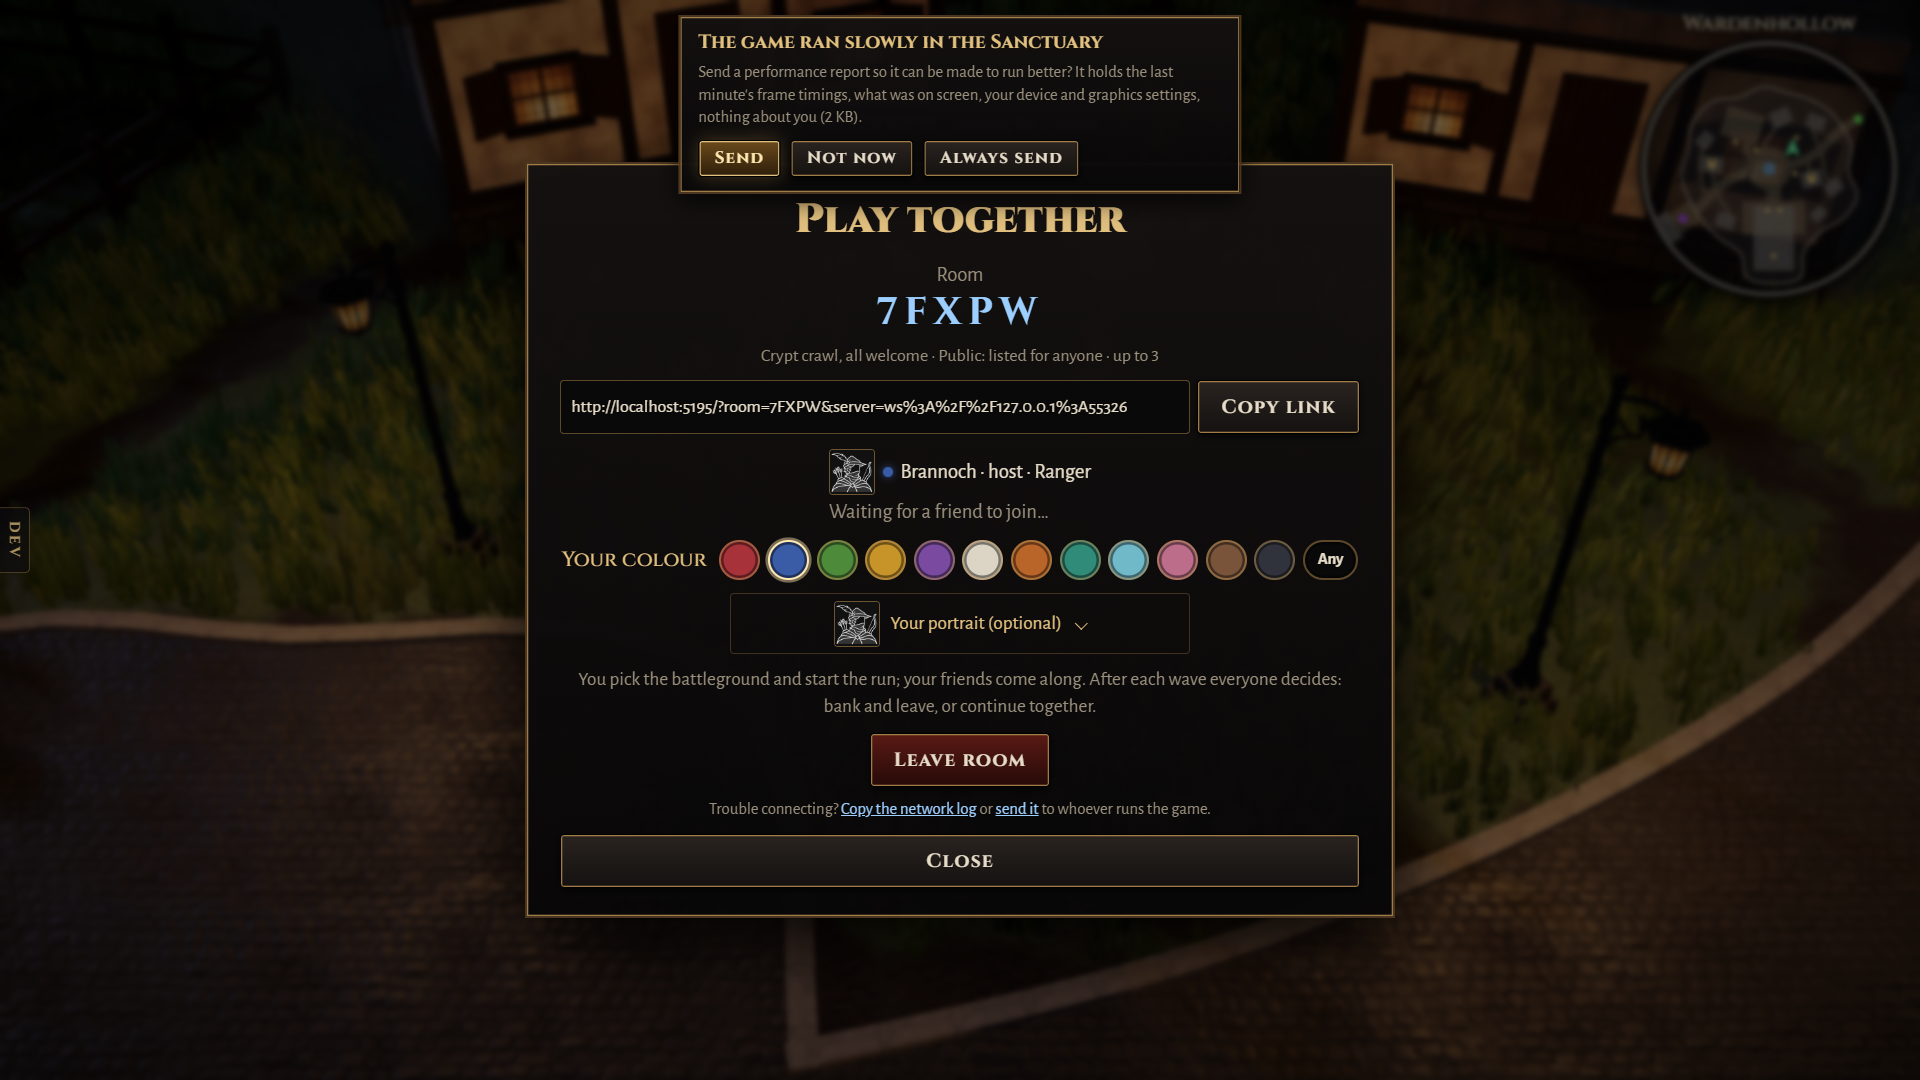 The game ran slowly in the Sanctuary
Send a performance report so it can be made to run better? It holds the last
minute's frame timings, what was on screen, your device and graphics settings,
nothing about you (2 KB).
Send
Not now
Always send
Wardenhollow
Play together
Room
7FXPW
Crypt crawl, all welcome · Public: listed for anyone · up to 3
http://localhost:5195/?room=7FXPW&server=ws%3A%2F%2F127.0.0.1%3A55326
Copy link
Brannoch · host · Ranger
Waiting for a friend to join…
DEV
Your colour
Any
Your portrait (optional)
You pick the battleground and start the run; your friends come along. After each wave everyone decides:
bank and leave, or continue together.
Leave room
Trouble connecting? Copy the network log or send it to whoever runs the game.
Close